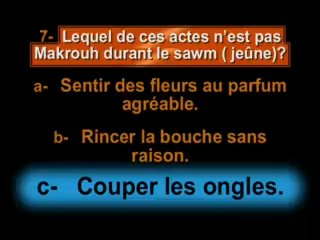 7- Lequel de ces actes n'est pas
Makrouh durant le sawm ( jeûne)?
a- Sentir des fleurs au parfum
agréable.
b- Rincer la bouche sans
raison.
c- Couper les ongles.